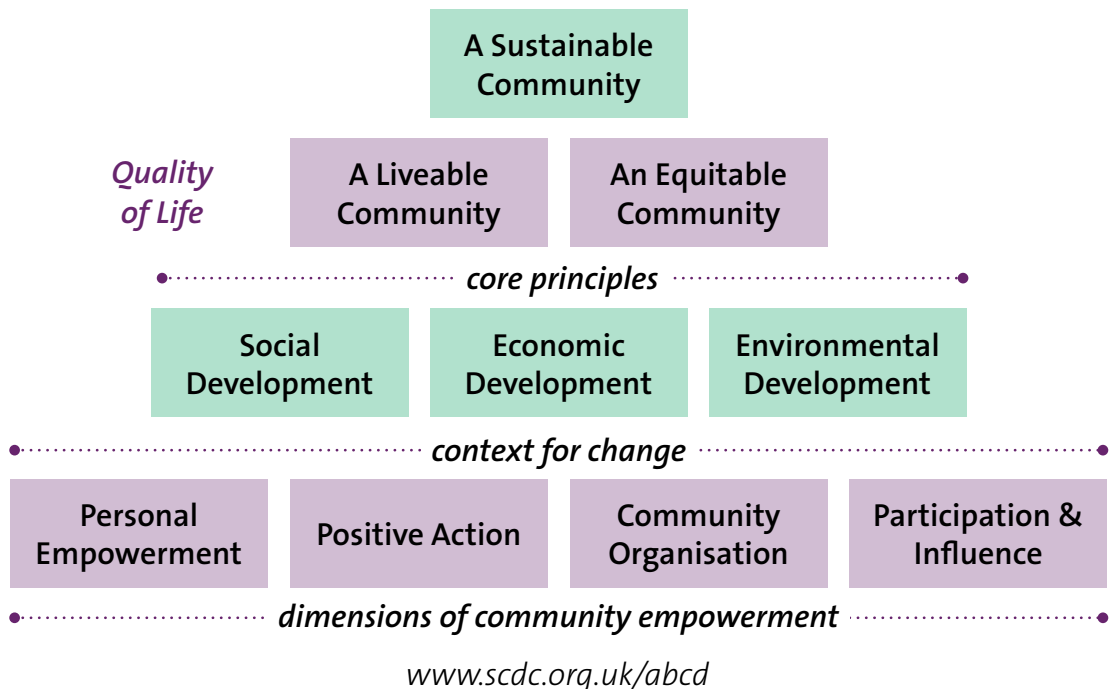 A Sustainable
Community
Quality
of Life
A Liveable
Community
An Equitable
Community
core principles
Social
Development
Economic
Development
Environmental
Development
context for change
Personal
Empowerment
Positive Action
Community
Organisation
Participation &
Influence
dimensions of community empowerment
www.scdc.org.uk/abcd